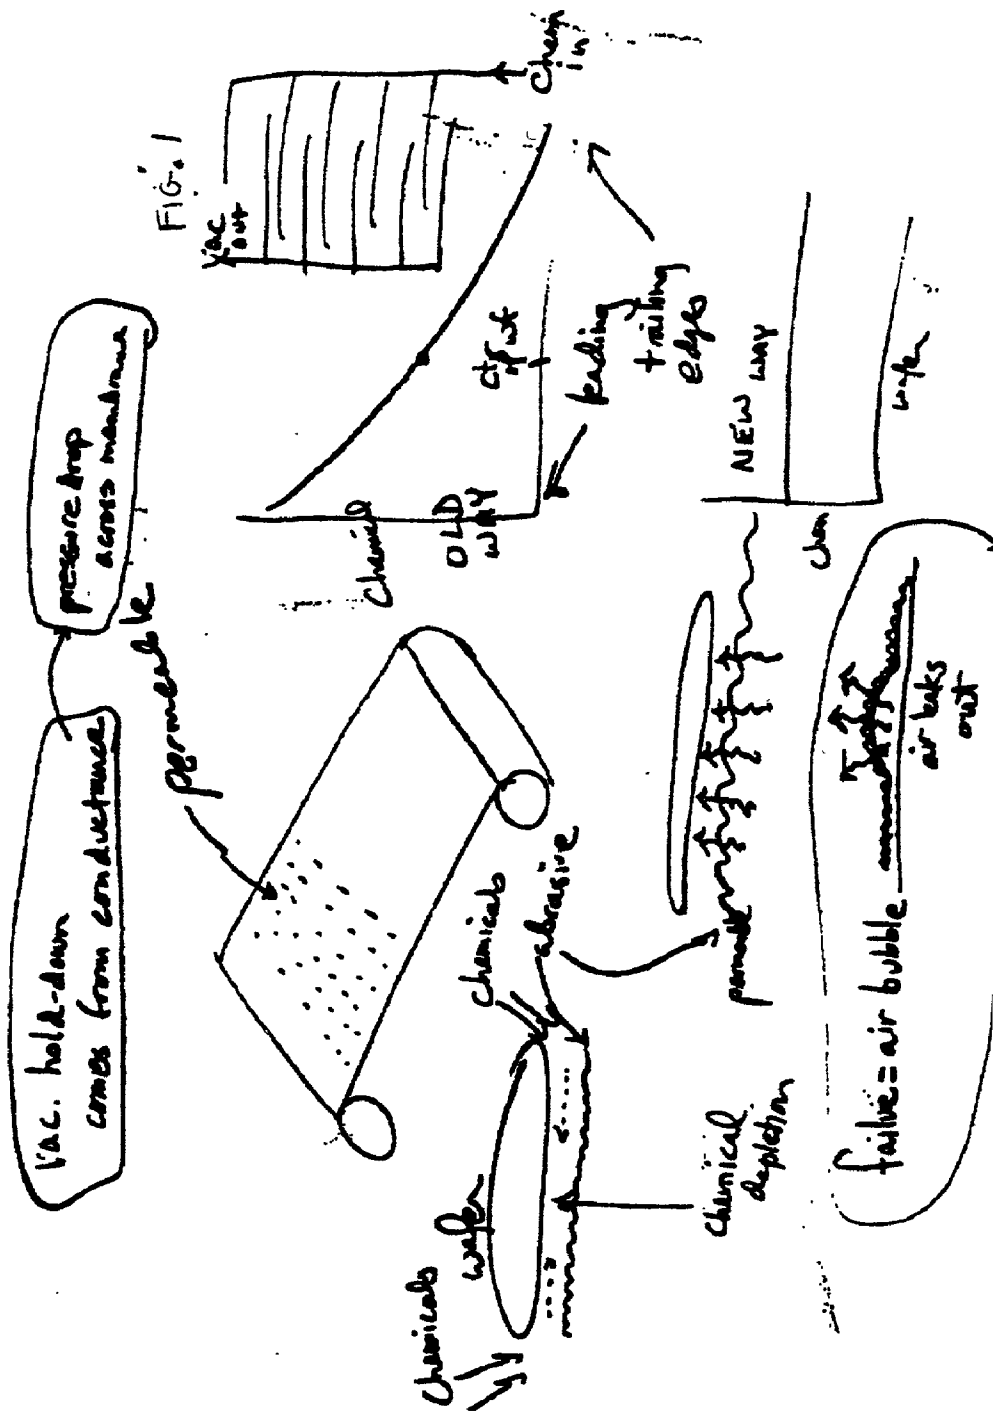 Vac. hold-down
comes from conductance
pressure drop
across membrane
permeable
FIG. 1
Vac
out
Chem
in
Chemicals
wafer
chemicals
abrasive
chemical
depletion
Chemical
OLD
WAY
ctr
leading
trailing
edges
NEW WAY
Chem
wafer
failure = air bubble
air leaks
out